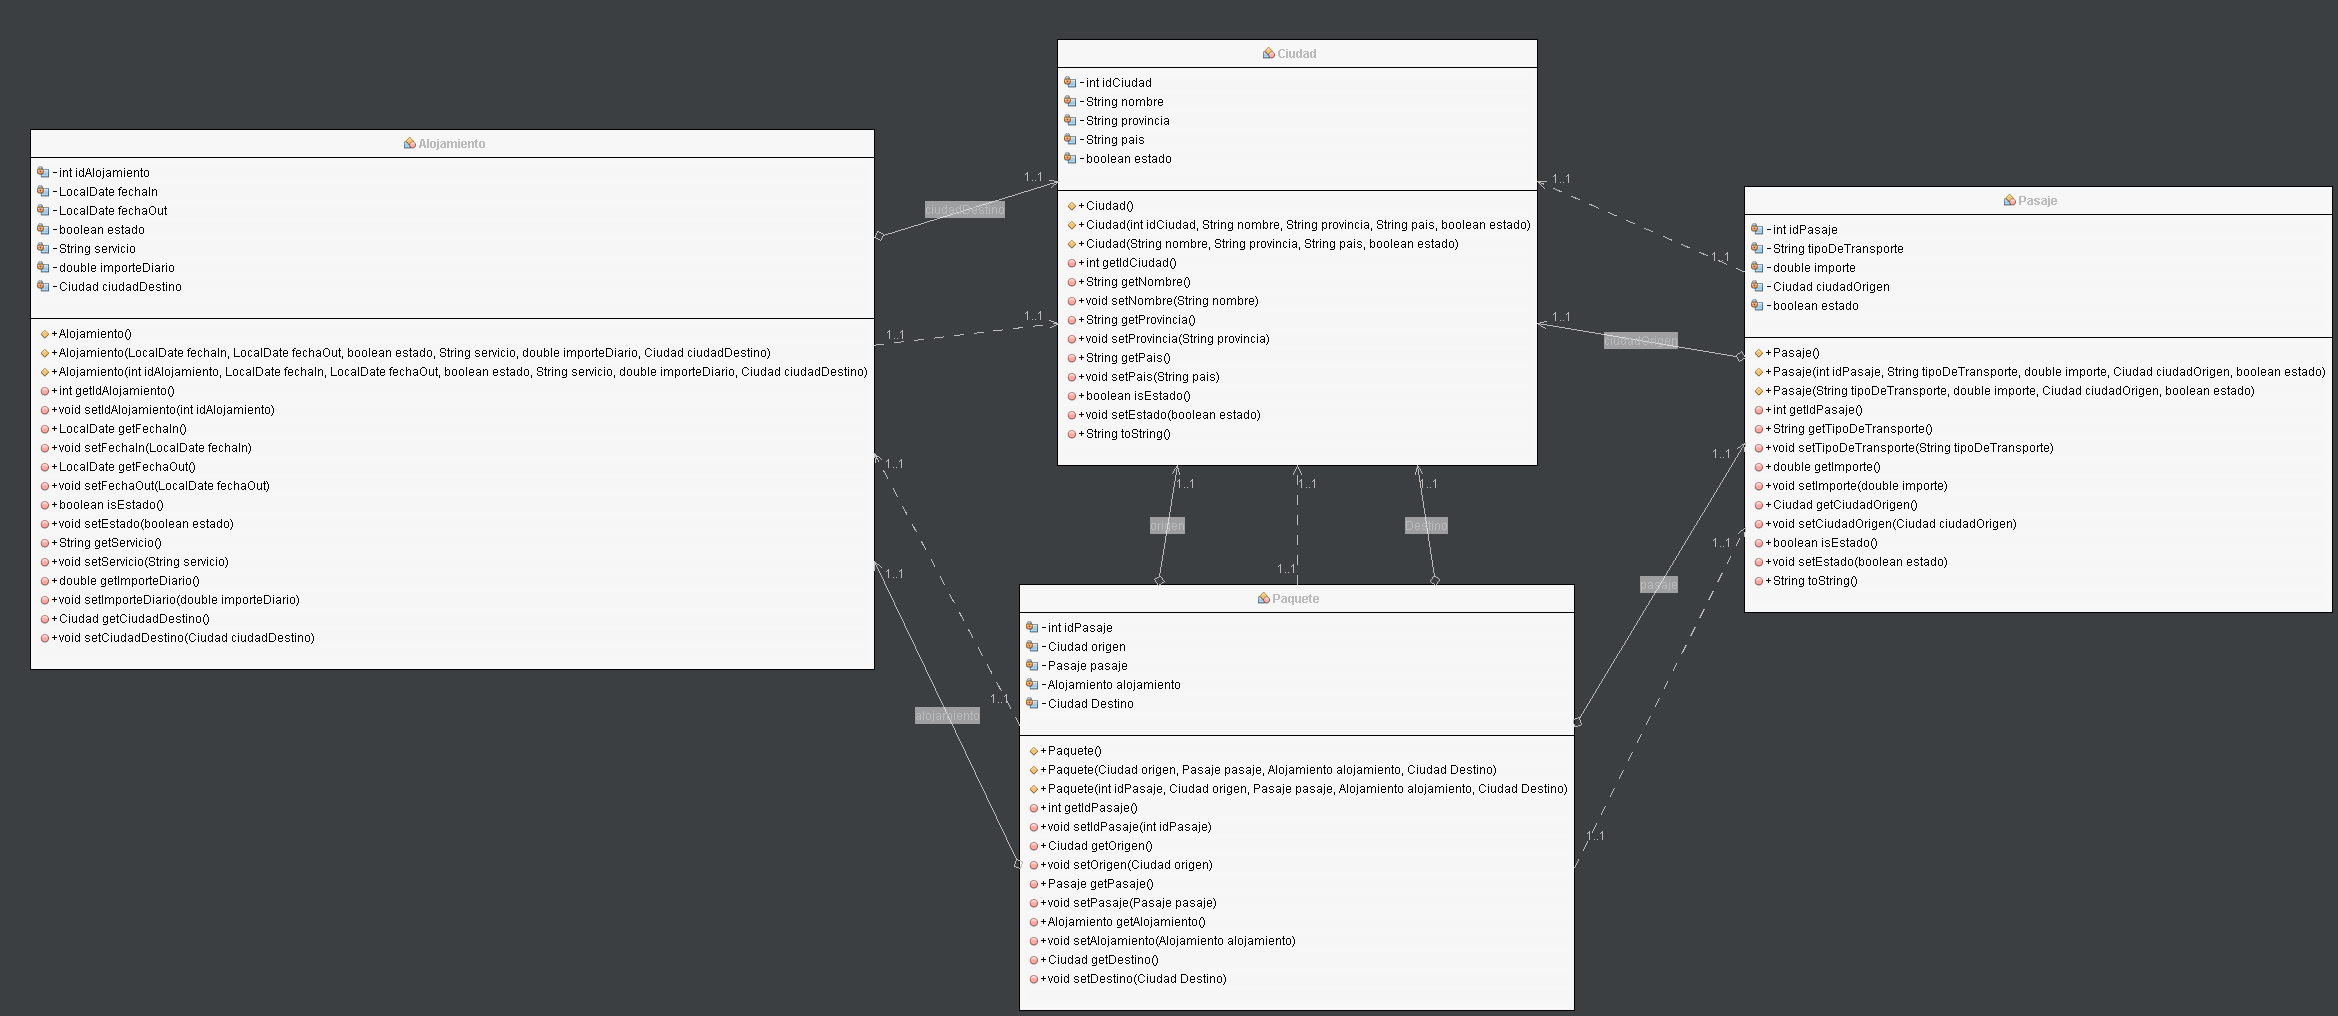 Alojamiento
-int idAlojamiento
-LocalDate fechaIn
-LocalDate fechaOut
-boolean estado
-String servicio
-double importeDiario
-Ciudad ciudadDestino
+Alojamiento()
+Alojamiento(LocalDate fechaIn, LocalDate fechaOut, boolean estado, String servicio, double importeDiario, Ciudad ciudadDestino)
+Alojamiento(int idAlojamiento, LocalDate fechaIn, LocalDate fechaOut, boolean estado, String servicio, double importeDiario, Ciudad ciudadDestino)
+int getIdAlojamiento()
+void setIdAlojamiento(int idAlojamiento)
+LocalDate getFechaIn()
+void setFechaIn(LocalDate fechaIn)
+LocalDate getFechaOut()
+void setFechaOut(LocalDate fechaOut)
+boolean isEstado()
+void setEstado(boolean estado)
+String getServicio()
+void setServicio(String servicio)
+double getImporteDiario()
+void setImporteDiario(double importeDiario)
+Ciudad getCiudadDestino()
+void setCiudadDestino(Ciudad ciudadDestino)
1..1
ciudadDestino
1..1
1..1
1..1
1..1
1..1
alojamiento
Ciudad
-int idCiudad
-String nombre
-String provincia
-String pais
-boolean estado
+Ciudad()
+Ciudad(int idCiudad, String nombre, String provincia, String pais, boolean estado)
+Ciudad(String nombre, String provincia, String pais, boolean estado)
+int getIdCiudad()
+String getNombre()
+void setNombre(String nombre)
+String getProvincia()
+void setProvincia(String provincia)
+String getPais()
+void setPais(String pais)
+boolean isEstado()
+void setEstado(boolean estado)
+String toString()
1..1
1..1
1..1
origen
Destino
1..1
Paquete
-int idPasaje
-Ciudad origen
-Pasaje pasaje
-Alojamiento alojamiento
-Ciudad Destino
+Paquete()
+Paquete(Ciudad origen, Pasaje pasaje, Alojamiento alojamiento, Ciudad Destino)
+Paquete(int idPasaje, Ciudad origen, Pasaje pasaje, Alojamiento alojamiento, Ciudad Destino)
+int getIdPasaje()
+void setIdPasaje(int idPasaje)
+Ciudad getOrigen()
+void setOrigen(Ciudad origen)
+Pasaje getPasaje()
+void setPasaje(Pasaje pasaje)
+Alojamiento getAlojamiento()
+void setAlojamiento(Alojamiento alojamiento)
+Ciudad getDestino()
+void setDestino(Ciudad Destino)
1..1
1..1
1..1
ciudadOrigen
1..1
pasaje
1..1
1..1
Pasaje
-int idPasaje
-String tipoDeTransporte
-double importe
-Ciudad ciudadOrigen
-boolean estado
+Pasaje()
+Pasaje(int idPasaje, String tipoDeTransporte, double importe, Ciudad ciudadOrigen, boolean estado)
+Pasaje(String tipoDeTransporte, double importe, Ciudad ciudadOrigen, boolean estado)
+int getIdPasaje()
+String getTipoDeTransporte()
+void setTipoDeTransporte(String tipoDeTransporte)
+double getImporte()
+void setImporte(double importe)
+Ciudad getCiudadOrigen()
+void setCiudadOrigen(Ciudad ciudadOrigen)
+boolean isEstado()
+void setEstado(boolean estado)
+String toString()